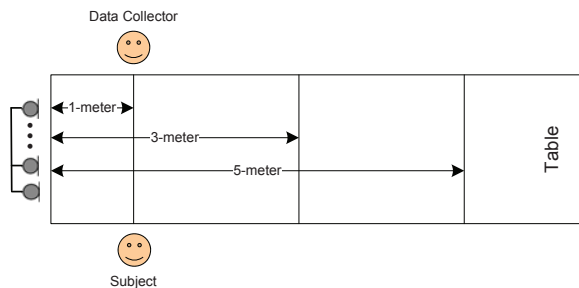 Data Collector
1-meter
3-meter
5-meter
Table
Subject